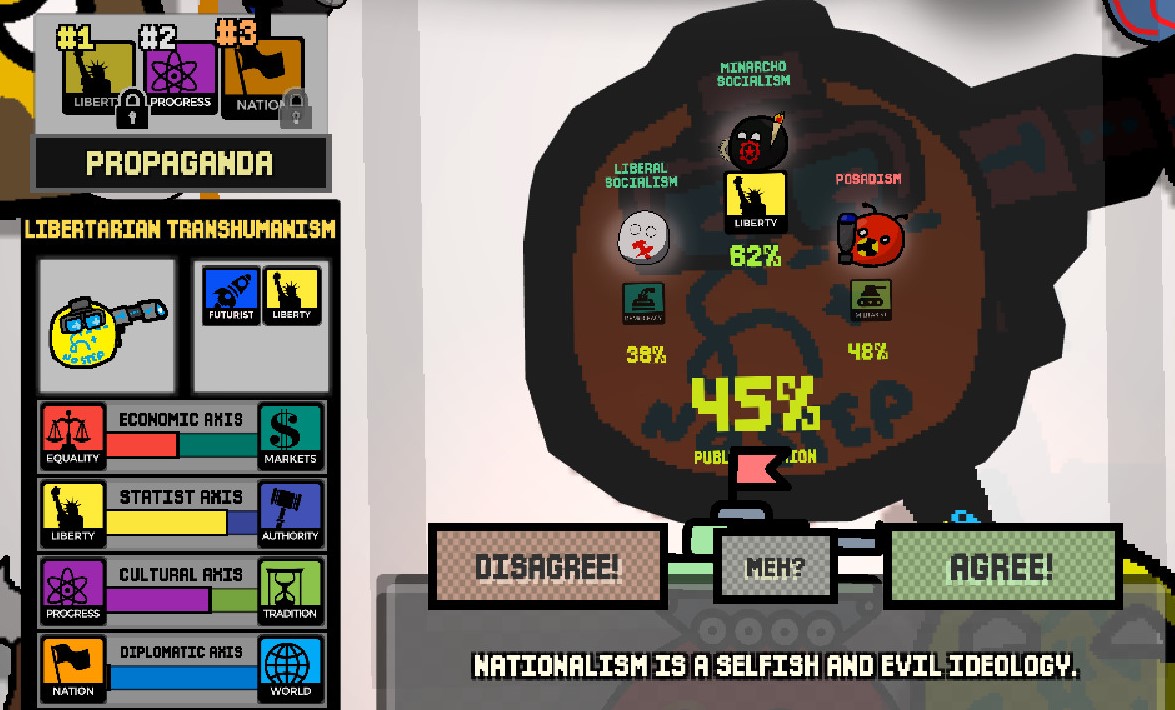 #1 #2 #3
PROGRESS
PROPAGANDA
LIBERTARIAN TRANSHUMANISM
FUTURIST
LIBERTY
NO STEP
ECONOMIC AXIS
EQUALITY
MARKETS
STATIST AXIS
LIBERTY
AUTHORITY
CULTURAL AXIS
PROGRESS
TRADITION
DIPLOMATIC AXIS
NATION
WORLD
MINARCHO
SOCIALISM
LIBERTY
62%
LIBERAL
SOCIALISM
38%
POSADISM
48%
45%
DISAGREE!
MEH?
AGREE!
NATIONALISM IS A SELFISH AND EVIL IDEOLOGY.